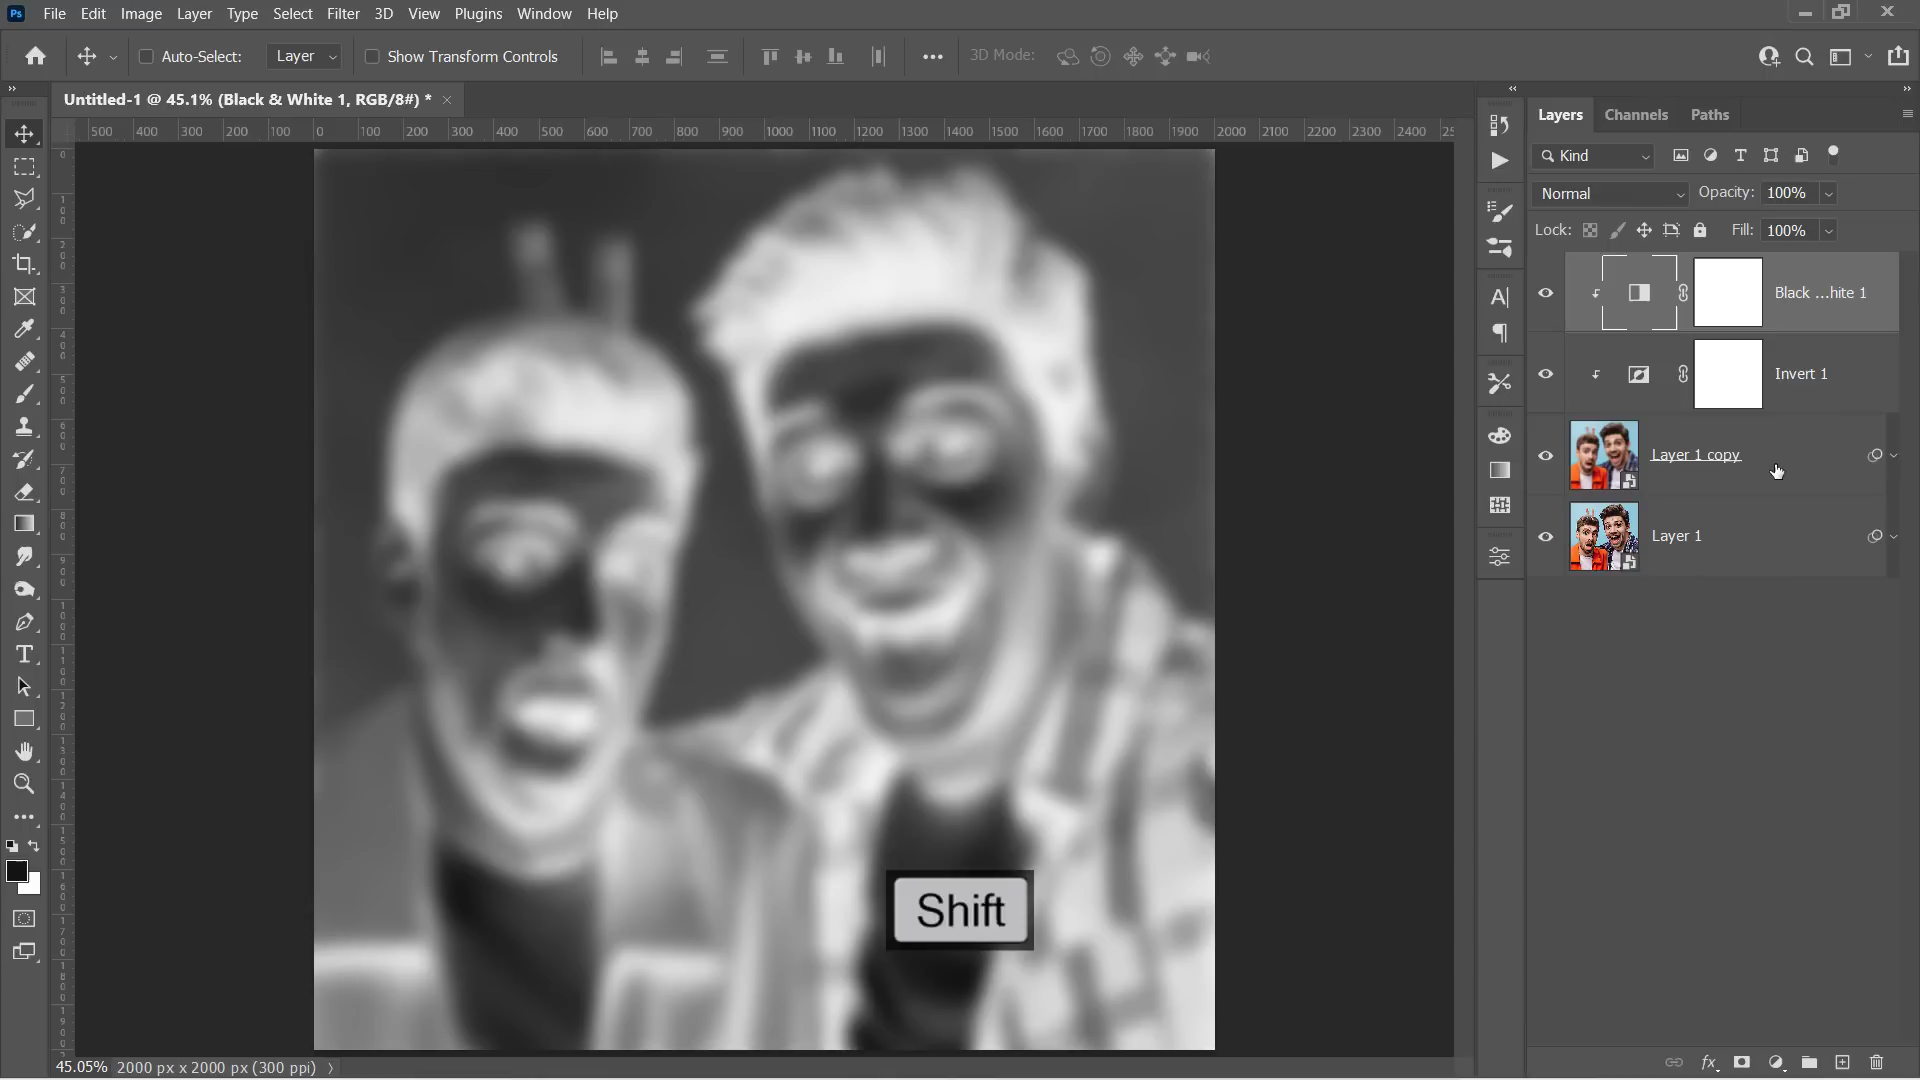 Ps File Edit Image Layer Type Select Filter 3D View Plugins Window Help
Auto-Select: Layer Show Transform Controls 3D Mode:
Untitled-1 @ 45.1% (Black & White 1, RGB/8#) *
500 400 300 200 100 0 100 200 300 400 500 600 700 800 900 1000 1100 1200 1300 1400 1500 1600 1700 1800 1900 2000 2100 2200 2300 2400
Layers Channels Paths
Kind
Normal Opacity: 100%
Lock: Fill: 100%
Black ...hite 1
Invert 1
Layer 1 copy
Layer 1
Shift
45.05% 2000 px x 2000 px (300 ppi)